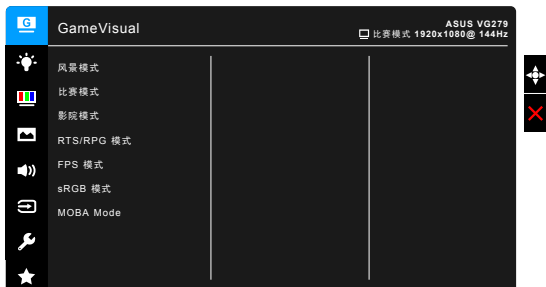 G
GameVisual
ASUS VG279
比赛模式 1920x1080@ 144Hz
风景模式
比赛模式
影院模式
RTS/RPG 模式
FPS 模式
sRGB 模式
MOBA Mode